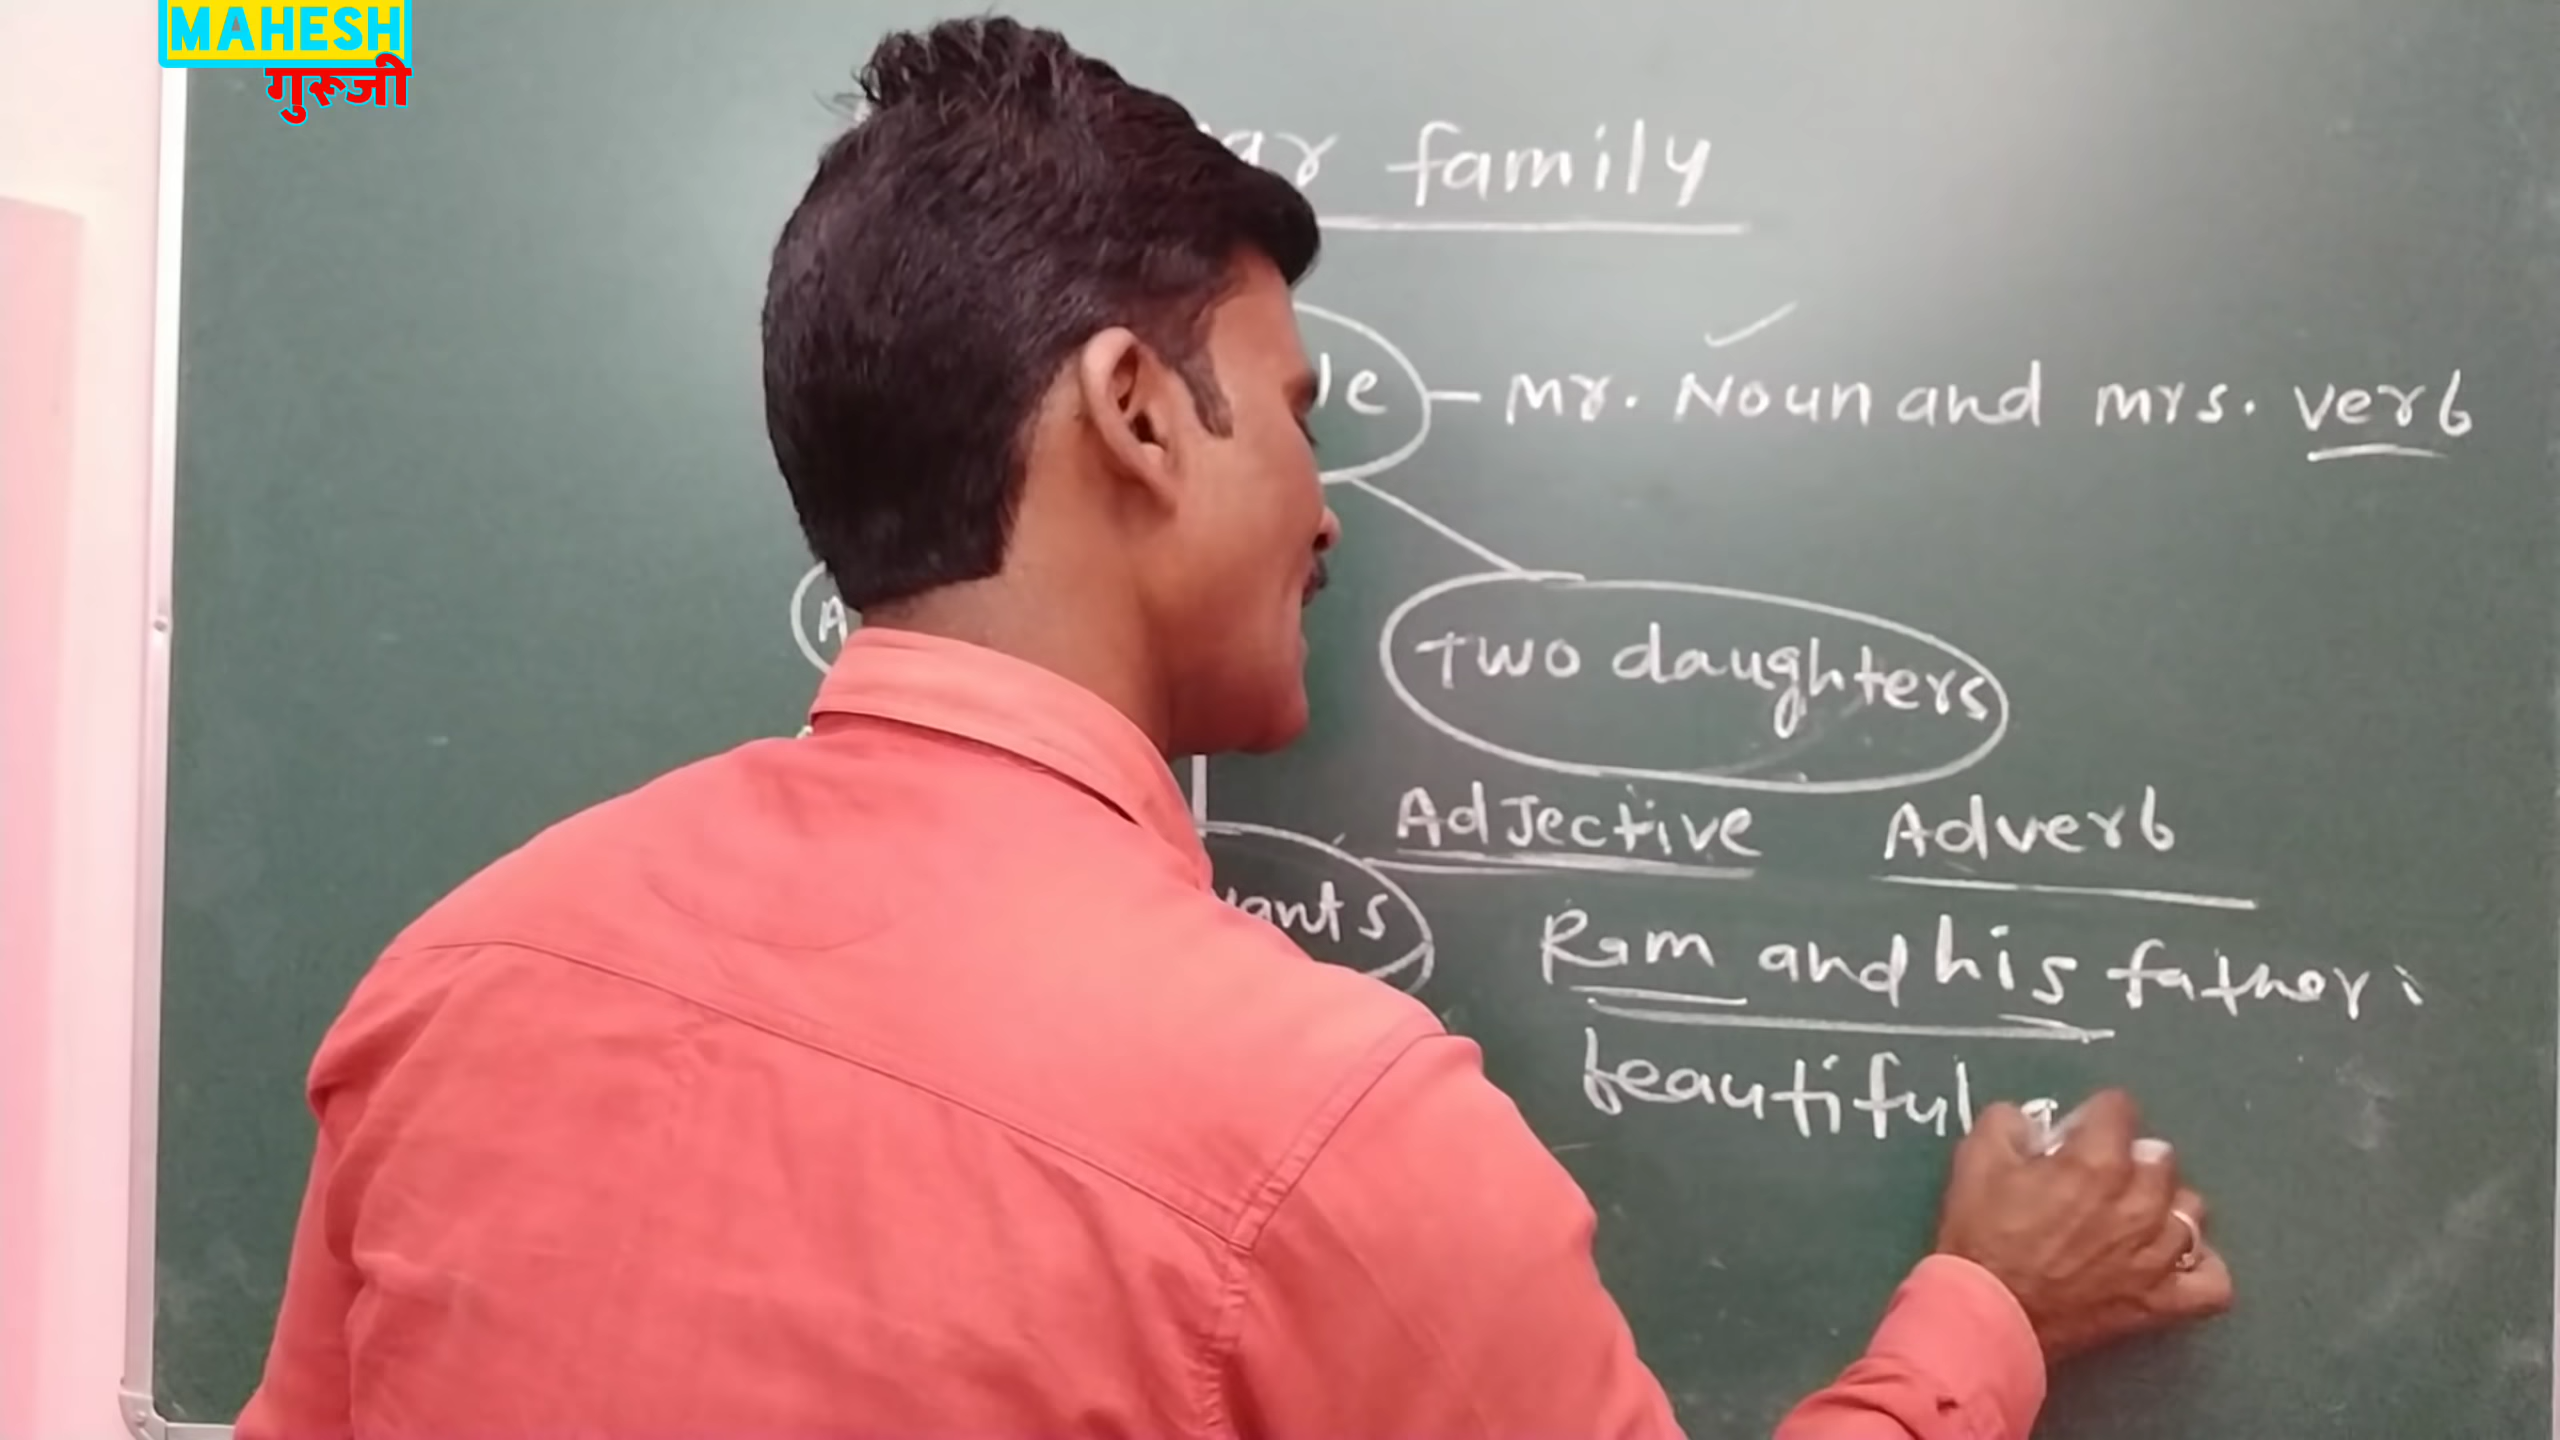 MAHESH
गुरूजी
family
mr. Noun and mrs. verb
Two daughters
AdJective Adverb
Ram and his father
beautiful